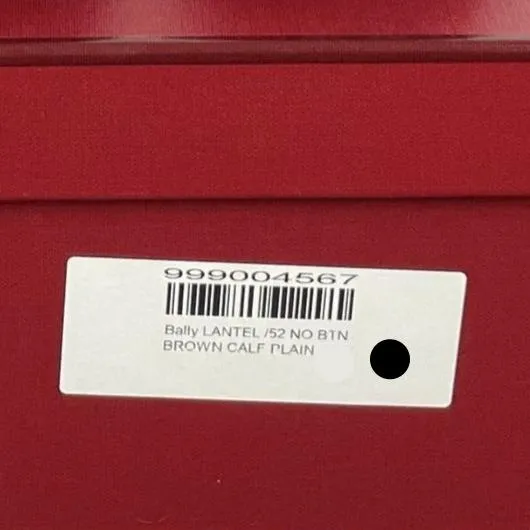 999004567
Bally LANTEL /52 NO BTN
BROWN CALF PLAIN